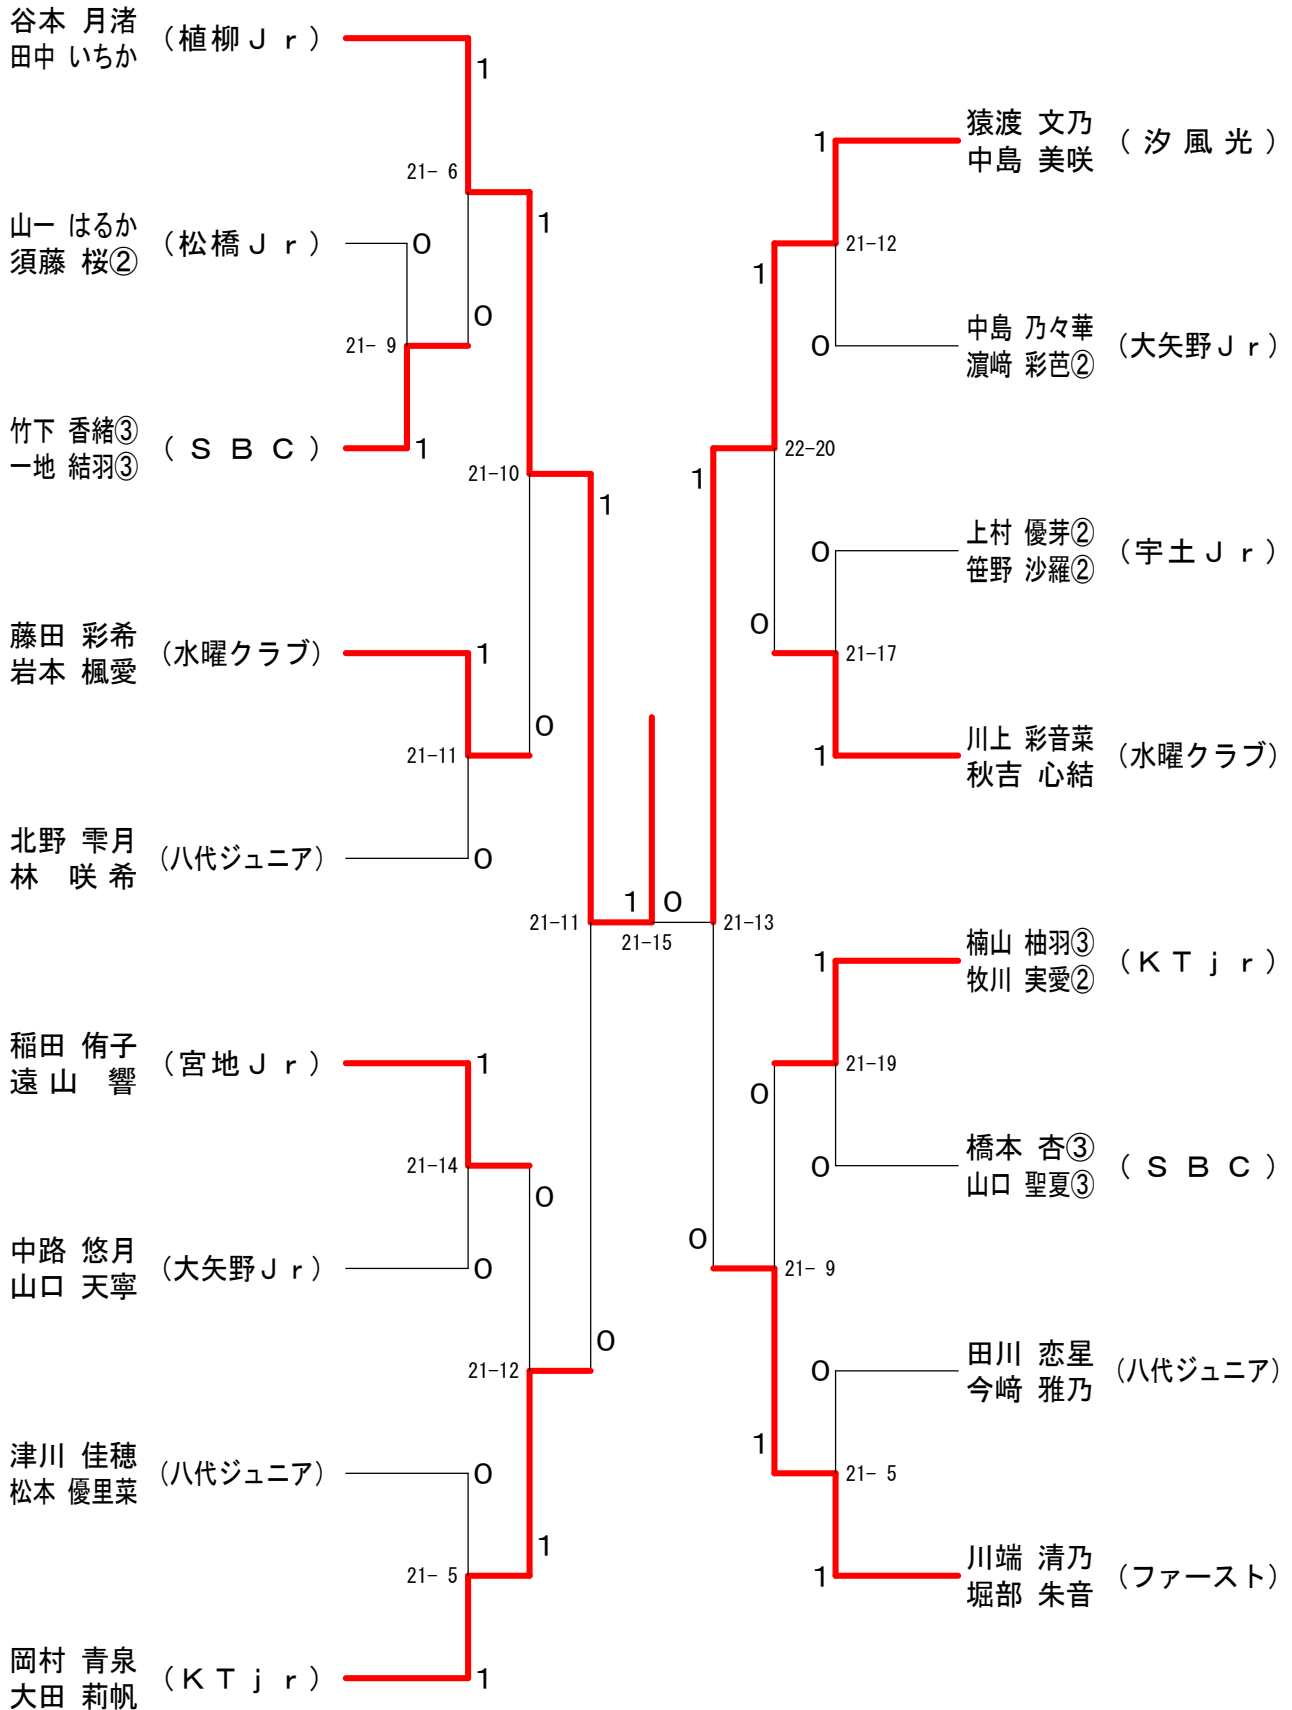 谷本 月渚
田中 いちか
(植柳Ｊｒ)
1
21- 6
山一 はるか
須藤 桜②
(松橋Ｊｒ)
0
1
0
21- 9
竹下 香緒③
一地 結羽③
(ＳＢＣ)
1
21-10
1
藤田 彩希
岩本 楓愛
(水曜クラブ)
1
0
21-11
北野 雫月
林 咲希
(八代ジュニア)
0
21-11
1
0
21-15
稲田 侑子
遠山 響
(宮地Ｊｒ)
1
21-14
0
中路 悠月
山口 天寧
(大矢野Ｊｒ)
0
0
21-12
津川 佳穂
松本 優里菜
(八代ジュニア)
0
1
21- 5
岡村 青泉
大田 莉帆
(ＫＴｊｒ)
1
1
猿渡 文乃
中島 美咲
(汐風光)
21-12
1
0
中島 乃々華
濵﨑 彩芭②
(大矢野Ｊｒ)
22-20
1
0
上村 優芽②
笹野 沙羅②
(宇土Ｊｒ)
0
21-17
1
川上 彩音菜
秋吉 心結
(水曜クラブ)
21-13
1
楠山 柚羽③
牧川 実愛②
(ＫＴｊｒ)
21-19
0
0
橋本 杏③
山口 聖夏③
(ＳＢＣ)
0
21- 9
0
田川 恋星
今﨑 雅乃
(八代ジュニア)
1
21- 5
1
川端 清乃
堀部 朱音
(ファースト)